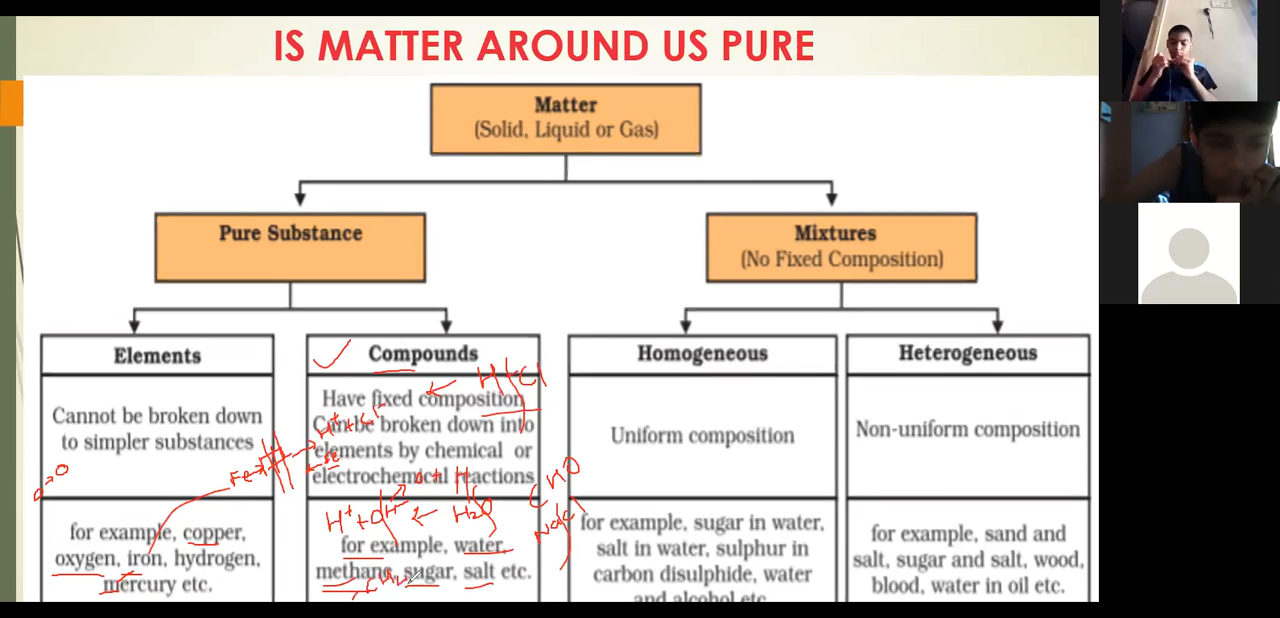 IS MATTER AROUND US PURE
Matter
(Solid, Liquid or Gas)
Pure Substance
Mixtures
(No Fixed Composition)
Elements
Cannot be broken down
to simpler substances
for example, copper,
oxygen, iron, hydrogen,
mercury etc.
Compounds
Have fixed composition
Can be broken down into
elements by chemical or
electrochemical reactions
for example, water,
methane, sugar, salt etc.
Homogeneous
Uniform composition
for example, sugar in water,
salt in water, sulphur in
carbon disulphide, water
and alcohol etc.
Heterogeneous
Non-uniform composition
for example, sand and
salt, sugar and salt, wood,
blood, water in oil etc.
H+Cl
Fe
H₂O
CHO
NaCl